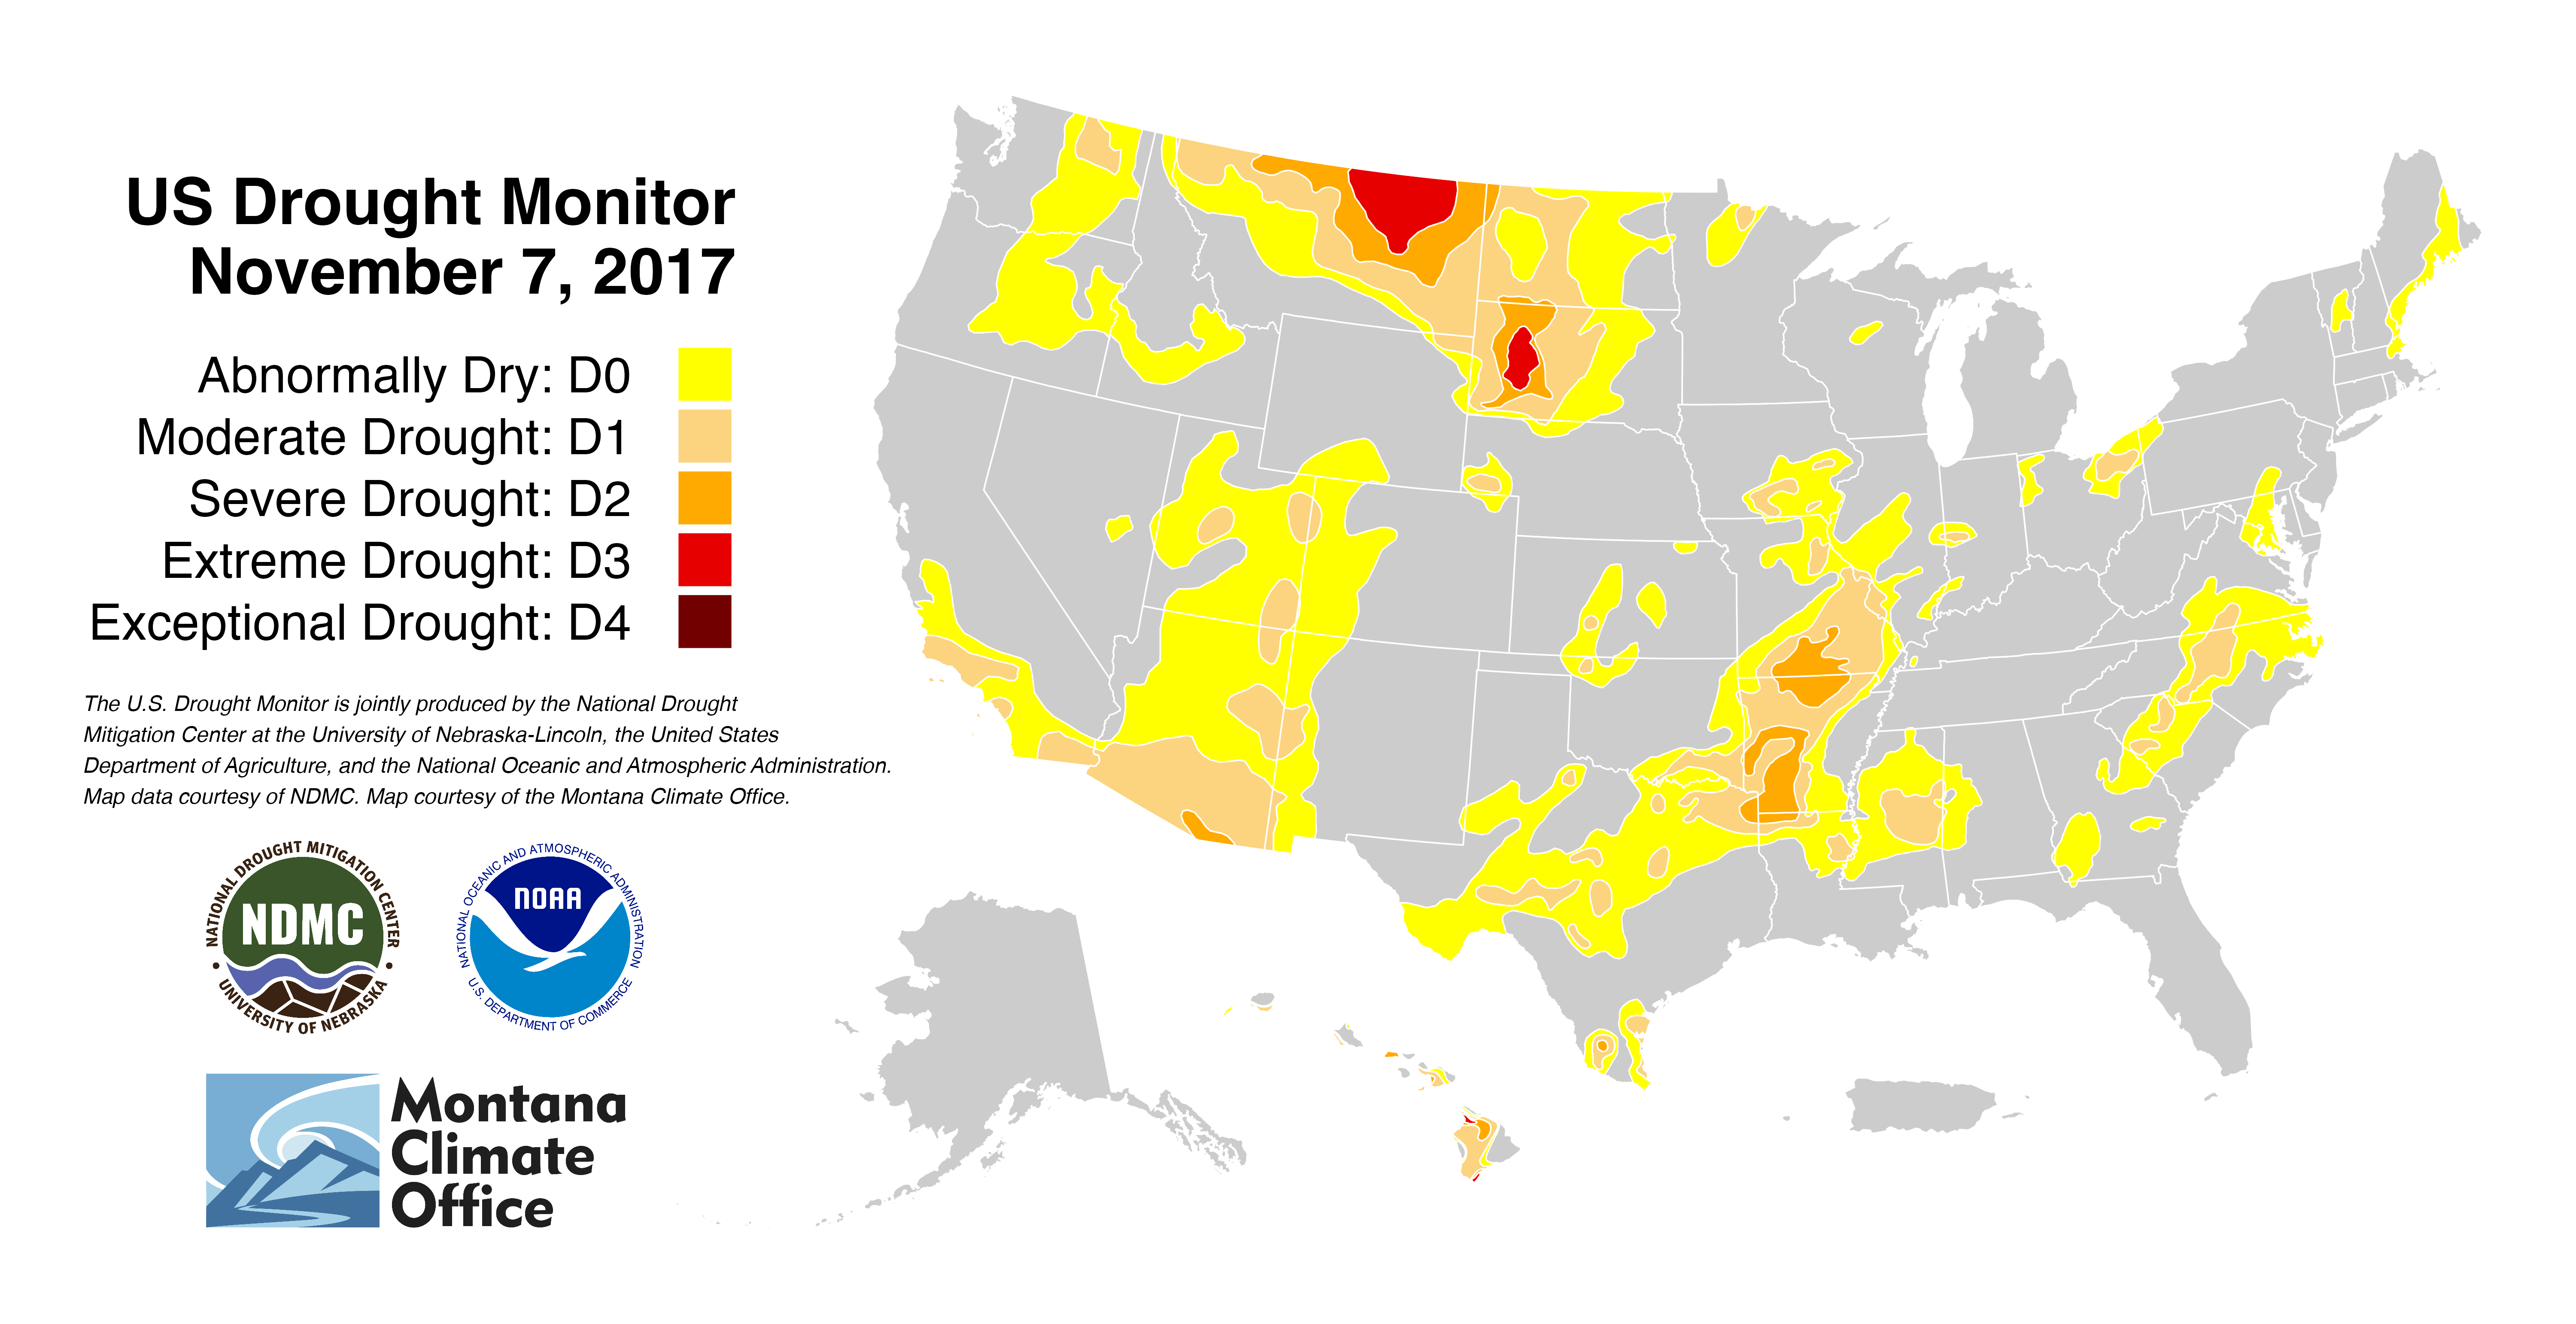 US Drought Monitor
November 7, 2017
Abnormally Dry: D0
Moderate Drought: D1
Severe Drought: D2
Extreme Drought: D3
Exceptional Drought: D4
The U.S. Drought Monitor is jointly produced by the National Drought
Mitigation Center at the University of Nebraska-Lincoln, the United States
Department of Agriculture, and the National Oceanic and Atmospheric Administration.
Map data courtesy of NDMC. Map courtesy of the Montana Climate Office.
NATIONAL DROUGHT MITIGATION CENTER
NDMC
• UNIVERSITY OF NEBRASKA •
NATIONAL OCEANIC AND ATMOSPHERIC ADMINISTRATION
NOAA
U.S. DEPARTMENT OF COMMERCE
Montana
Climate
Office